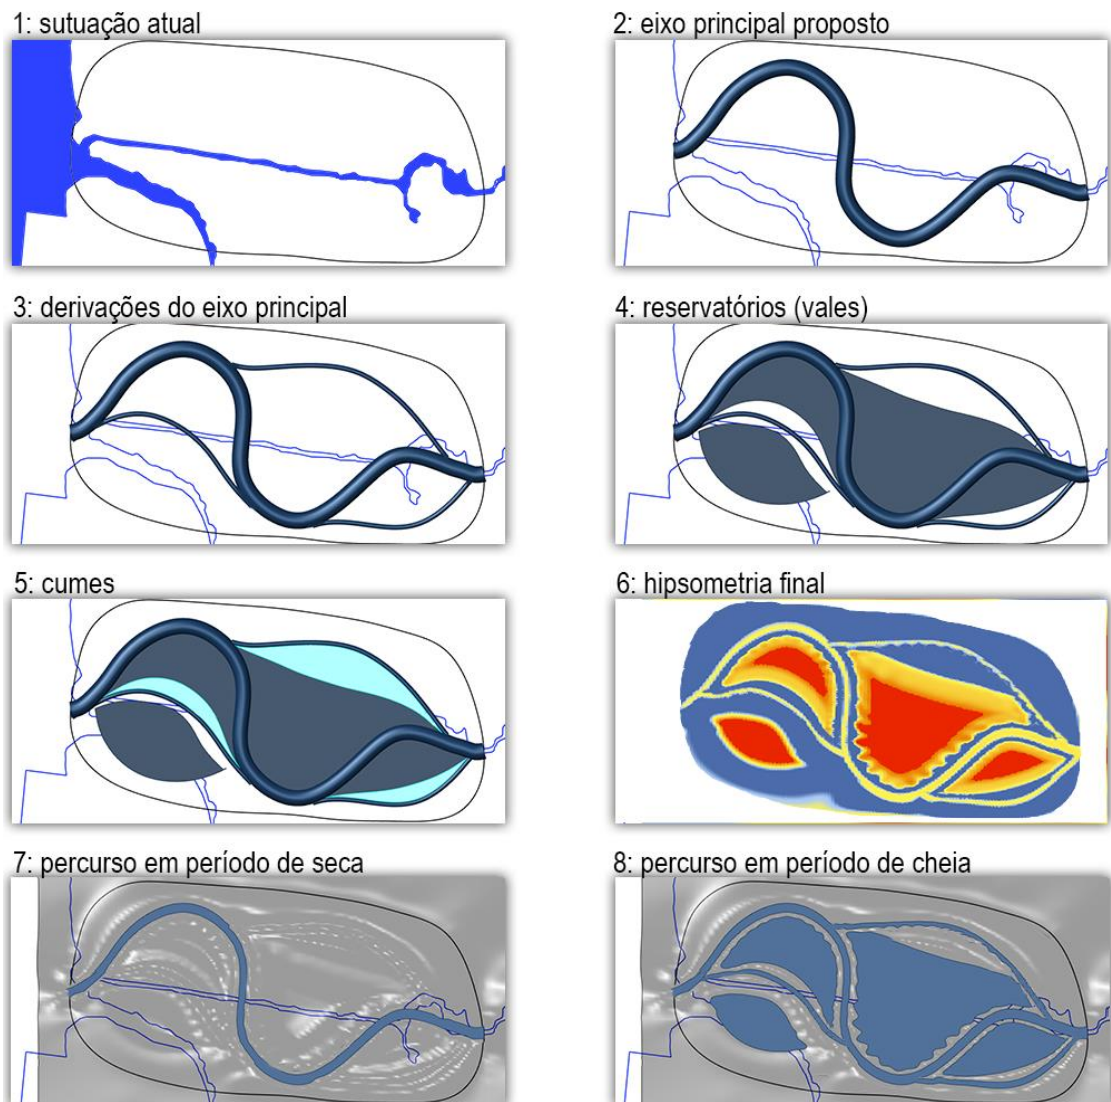 1: sutuação atual
2: eixo principal proposto
3: derivações do eixo principal
4: reservatórios (vales)
5: cumes
6: hipsometria final
7: percurso em período de seca
8: percurso em período de cheia